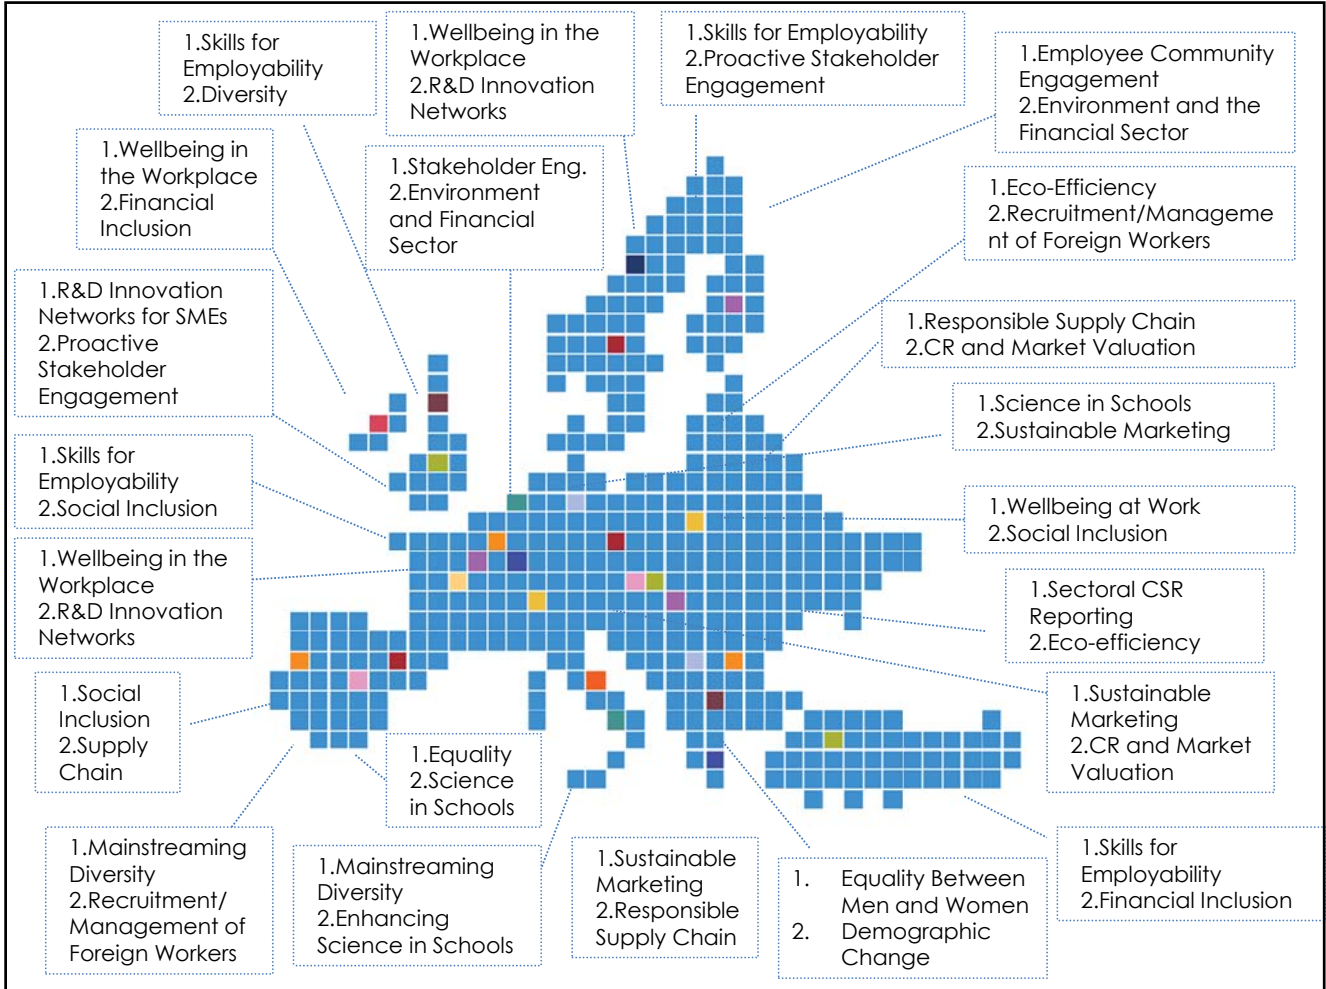 1.Skills for
Employability
2.Diversity
1.Wellbeing in the
Workplace
2.R&D Innovation
Networks
1.Skills for Employability
2.Proactive Stakeholder
Engagement
1.Employee Community
Engagement
2.Environment and the
Financial Sector
1.Wellbeing in
the Workplace
2.Financial
Inclusion
1.Stakeholder Eng.
2.Environment
and Financial
Sector
1.Eco-Efficiency
2.Recruitment/Manageme
nt of Foreign Workers
1.R&D Innovation
Networks for SMEs
2.Proactive
Stakeholder
Engagement
1.Responsible Supply Chain
2.CR and Market Valuation
1.Science in Schools
2.Sustainable Marketing
1.Skills for
Employability
2.Social Inclusion
1.Wellbeing at Work
2.Social Inclusion
1.Wellbeing in the
Workplace
2.R&D Innovation
Networks
1.Sectoral CSR
Reporting
2.Eco-efficiency
1.Social
Inclusion
2.Supply
Chain
1.Sustainable
Marketing
2.CR and Market
Valuation
1.Equality
2.Science
in Schools
1.Mainstreaming
Diversity
2.Recruitment/
Management of
Foreign Workers
1.Mainstreaming
Diversity
2.Enhancing
Science in Schools
1.Sustainable
Marketing
2.Responsible
Supply Chain
1. Equality Between
Men and Women
2. Demographic
Change
1.Skills for
Employability
2.Financial Inclusion